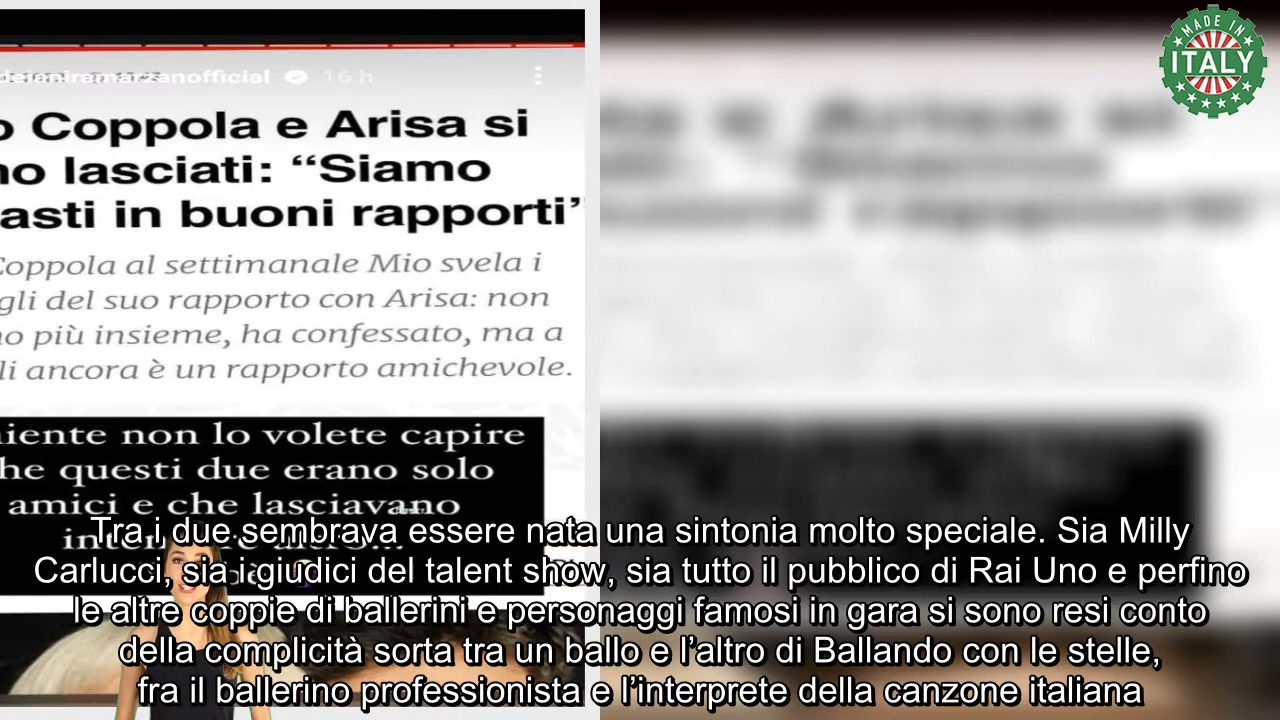 MADE IN
ITALY
deianiramarzanofficial 16 h
o Coppola e Arisa si
no lasciati: “Siamo
asti in buoni rapporti”
Coppola al settimanale Mio svela i
gli del suo rapporto con Arisa: non
no più insieme, ha confessato, ma a
li ancora è un rapporto amichevole.
niente non lo volete capire
he questi due erano solo
amici e che lasciavano
Tra i due sembrava essere nata una sintonia molto speciale. Sia Milly
Carlucci, sia i giudici del talent show, sia tutto il pubblico di Rai Uno e perfino
le altre coppie di ballerini e personaggi famosi in gara si sono resi conto
della complicità sorta tra un ballo e l’altro di Ballando con le stelle,
fra il ballerino professionista e l’interprete della canzone italiana